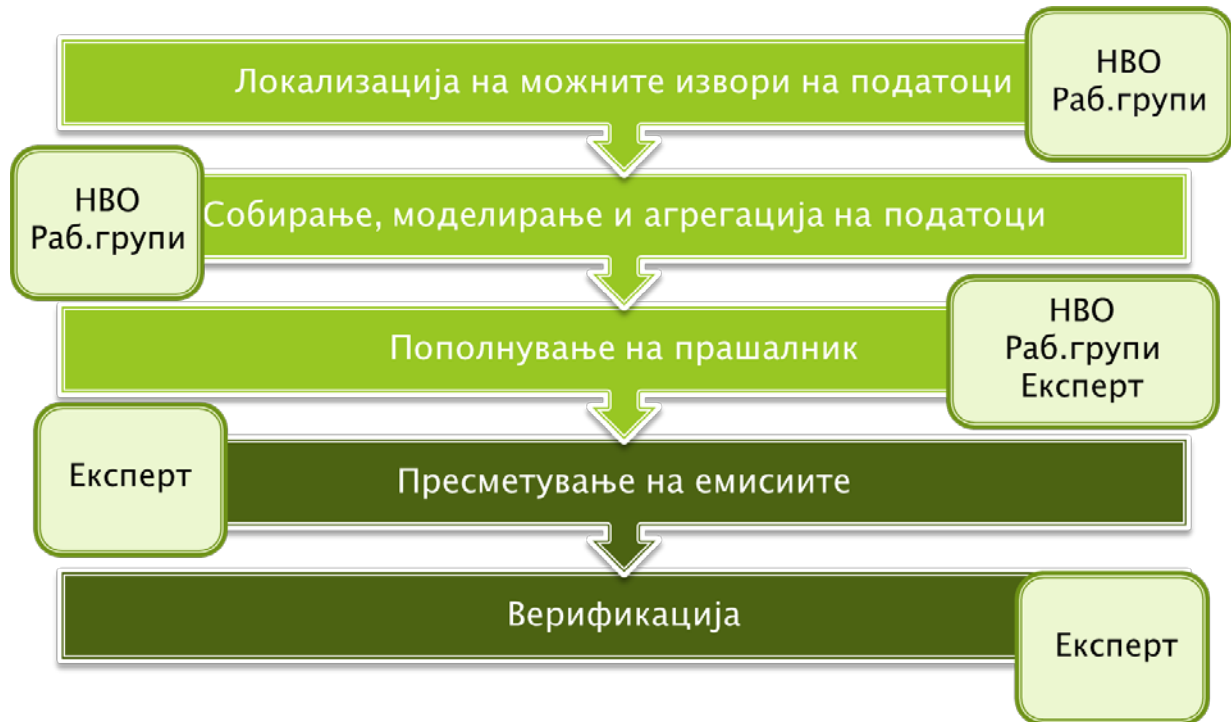 Локализација на можните извори на податоци
НВО
Раб.групи
НВО
Раб.групи
Собирање, моделирање и агрегација на податоци
Пополнување на прашалник
НВО
Раб.групи
Експерт
Експерт
Пресметување на емисиите
Верификација
Експерт